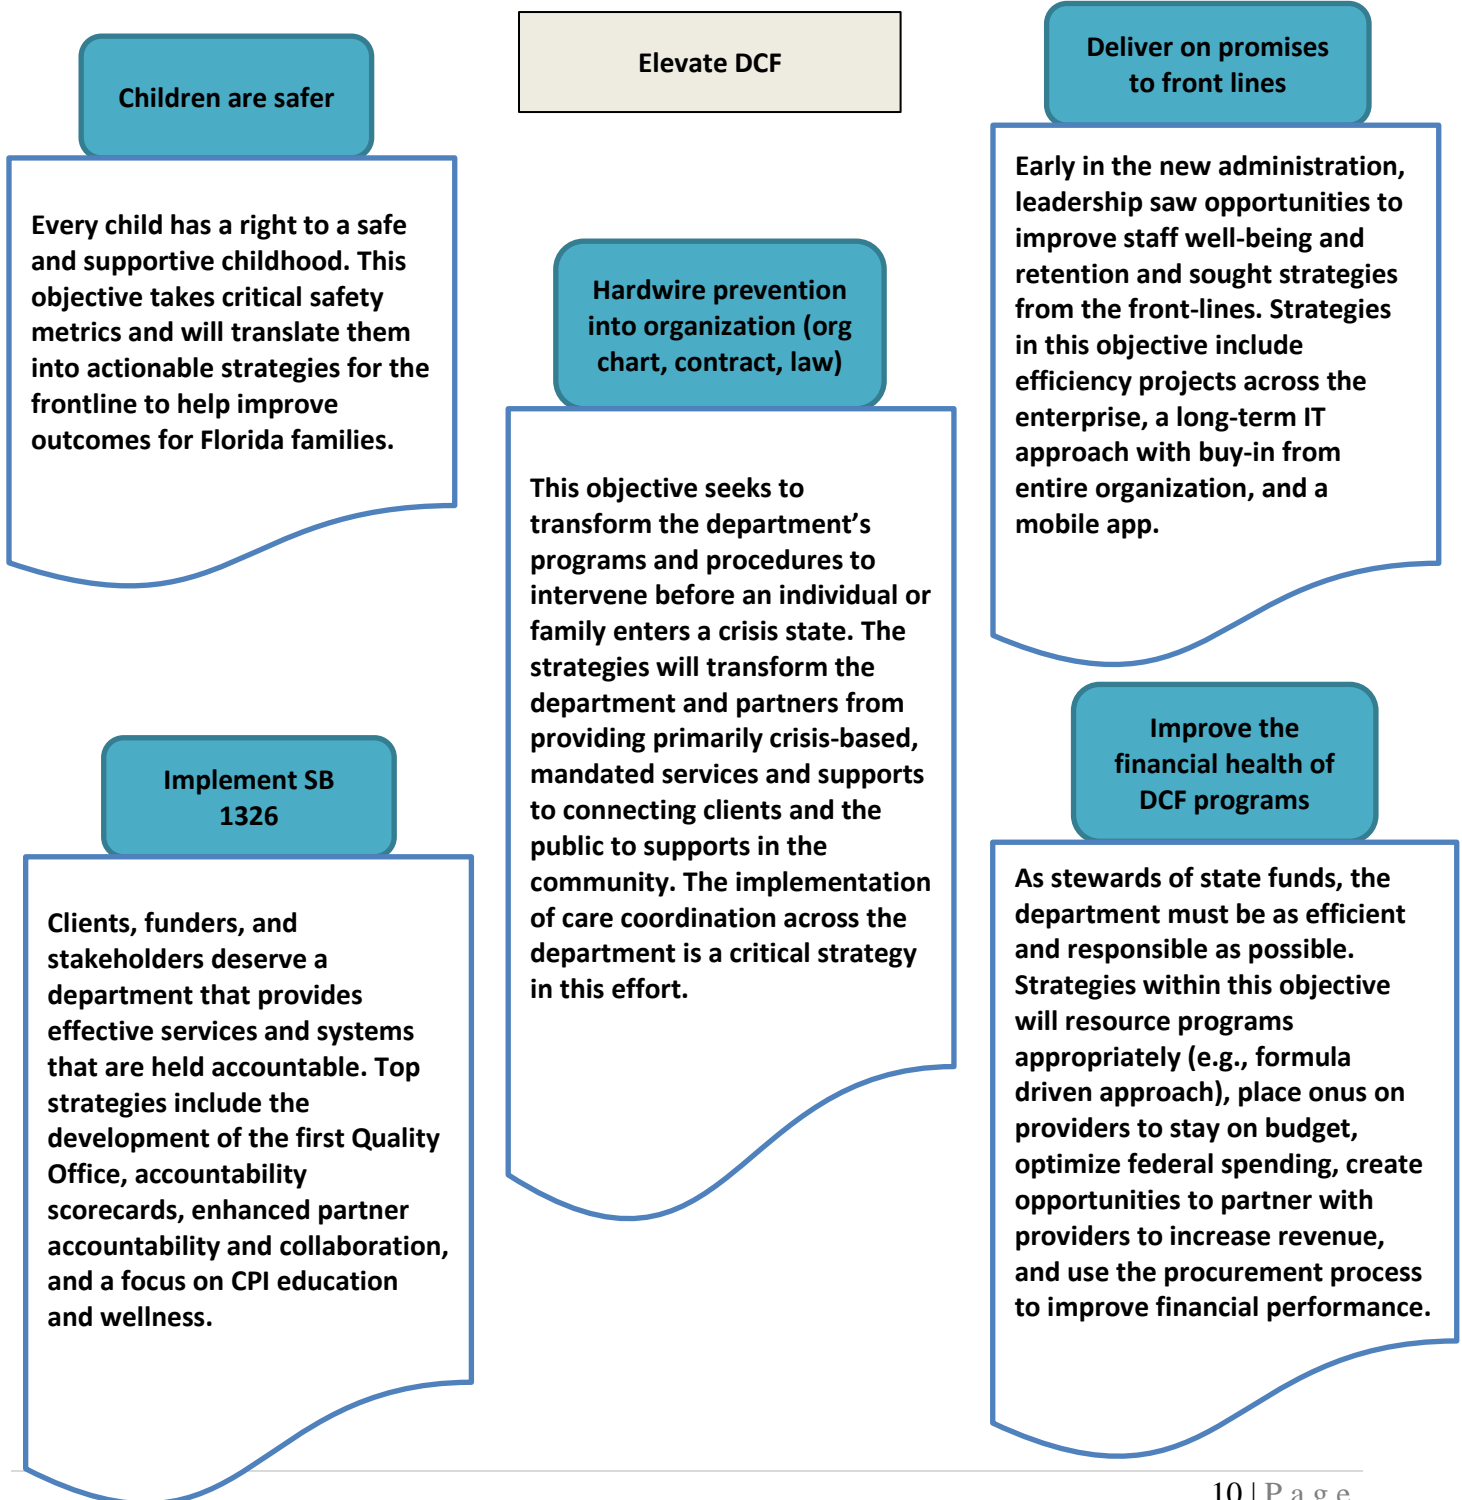 Elevate DCF
Children are safer
Every child has a right to a safe
and supportive childhood. This
objective takes critical safety
metrics and will translate them
into actionable strategies for the
frontline to help improve
outcomes for Florida families.
Implement SB
1326
Clients, funders, and
stakeholders deserve a
department that provides
effective services and systems
that are held accountable. Top
strategies include the
development of the first Quality
Office, accountability
scorecards, enhanced partner
accountability and collaboration,
and a focus on CPI education
and wellness.
Hardwire prevention
into organization (org
chart, contract, law)
This objective seeks to
transform the department’s
programs and procedures to
intervene before an individual or
family enters a crisis state. The
strategies will transform the
department and partners from
providing primarily crisis-based,
mandated services and supports
to connecting clients and the
public to supports in the
community. The implementation
of care coordination across the
department is a critical strategy
in this effort.
Deliver on promises
to front lines
Early in the new administration,
leadership saw opportunities to
improve staff well-being and
retention and sought strategies
from the front-lines. Strategies
in this objective include
efficiency projects across the
enterprise, a long-term IT
approach with buy-in from
entire organization, and a
mobile app.
Improve the
financial health of
DCF programs
As stewards of state funds, the
department must be as efficient
and responsible as possible.
Strategies within this objective
will resource programs
appropriately (e.g., formula
driven approach), place onus on
providers to stay on budget,
optimize federal spending, create
opportunities to partner with
providers to increase revenue,
and use the procurement process
to improve financial performance.
10 | P a g e